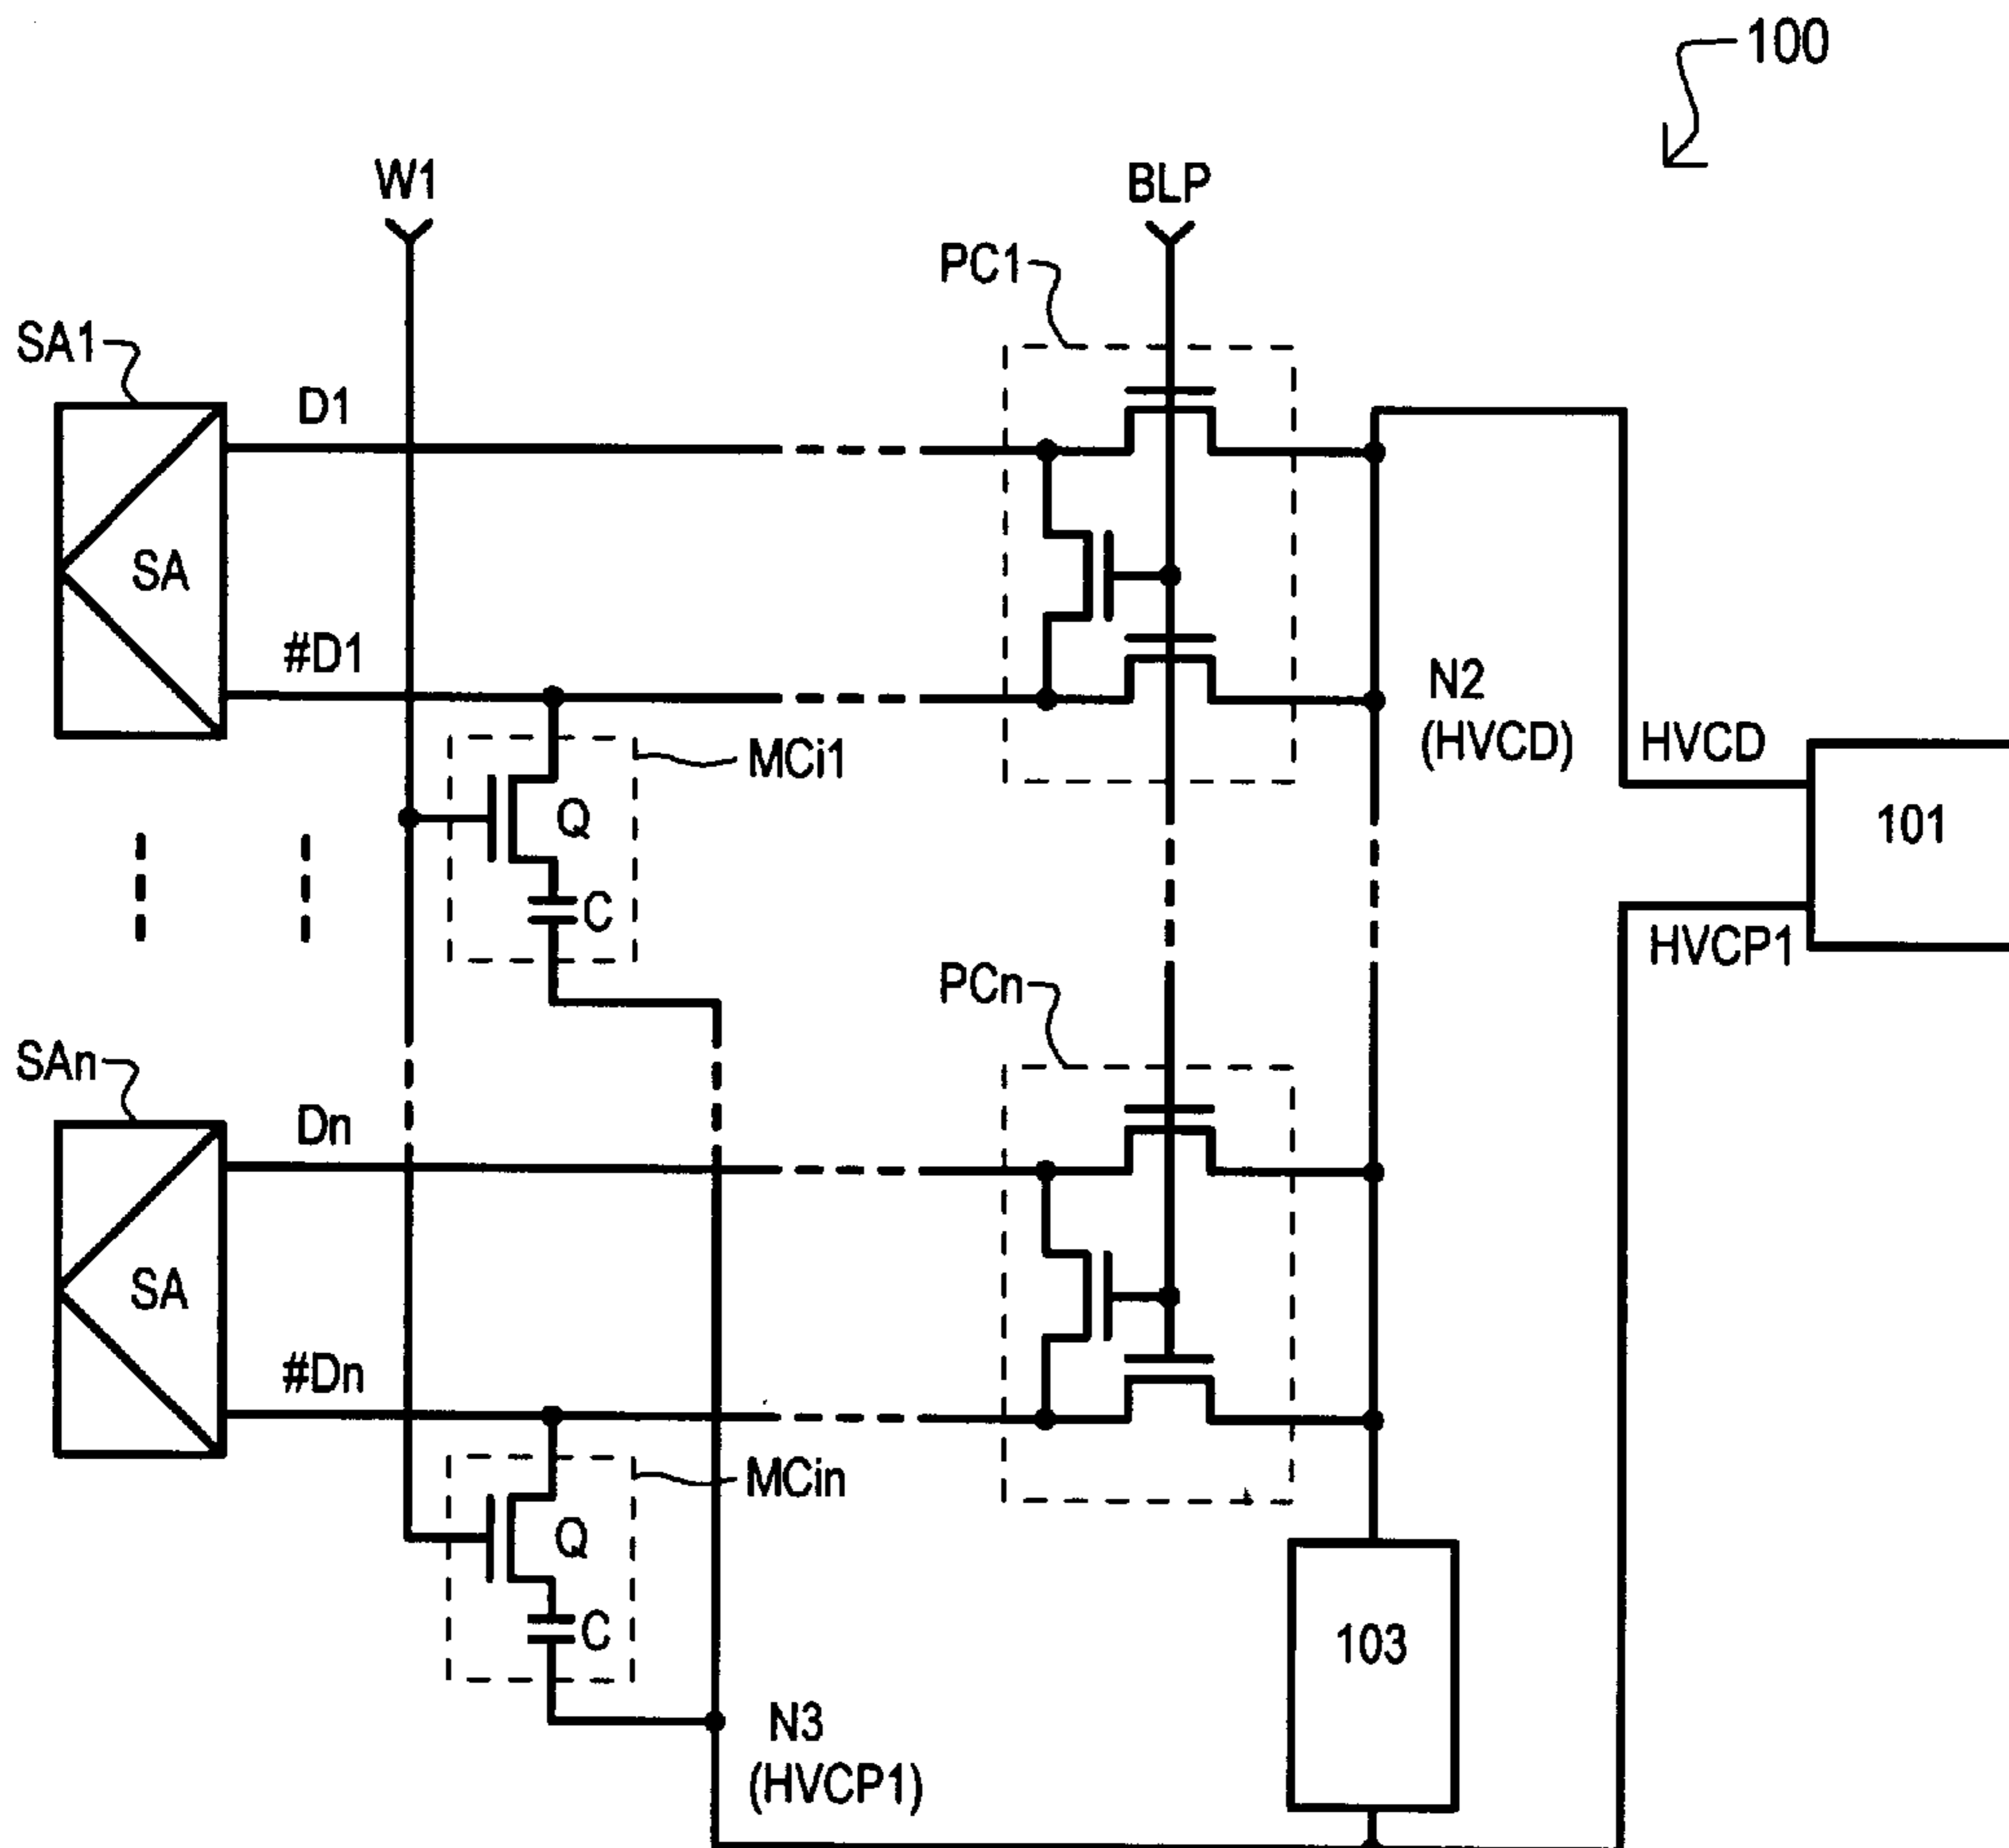 100
W1
BLP
PC1
SA1
D1
SA
#D1
N2
(HVCD)
HVCD
MCi1
101
Q
C
HVCP1
PCn
SAn
Dn
SA
#Dn
MCin
Q
C
103
N3
(HVCP1)